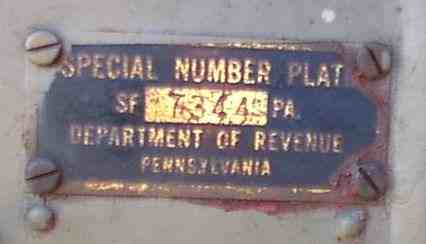 SPECIAL NUMBER PLAT
SF 7344 PA.
DEPARTMENT OF REVENUE
PENNSYLVANIA